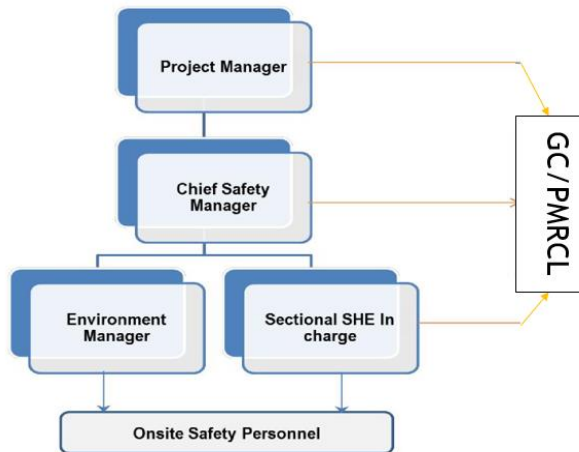 Project Manager
GC/PMRCL
Chief Safety
Manager
Environment
Manager
Sectional SHE In
charge
Onsite Safety Personnel